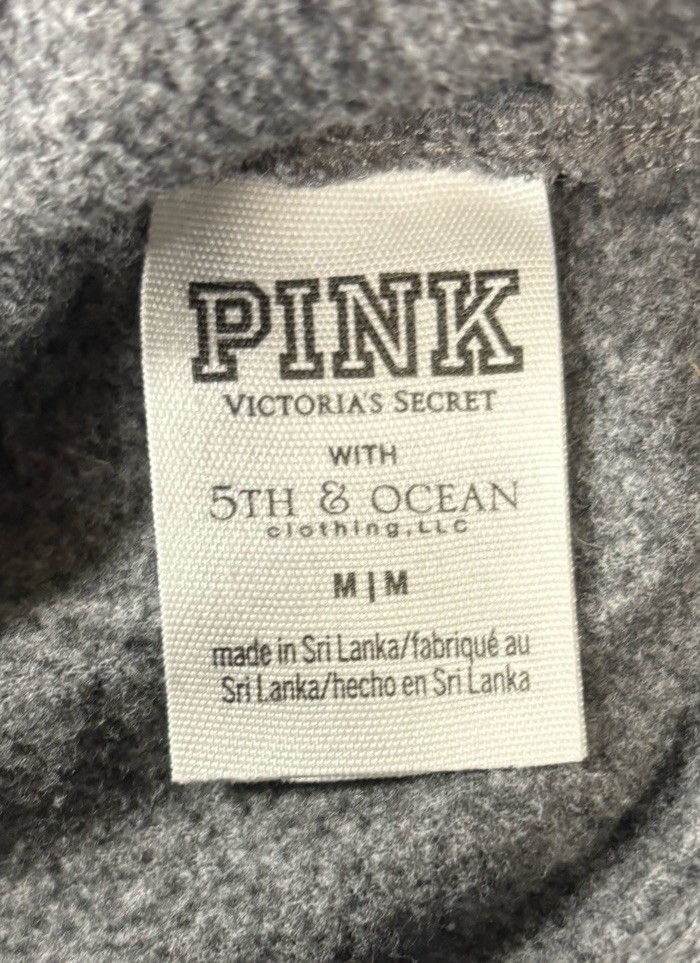 PINK
VICTORIA'S SECRET
WITH
5TH & OCEAN
clothing,LLC
M | M
made in Sri Lanka/fabriqué au
Sri Lanka/hecho en Sri Lanka